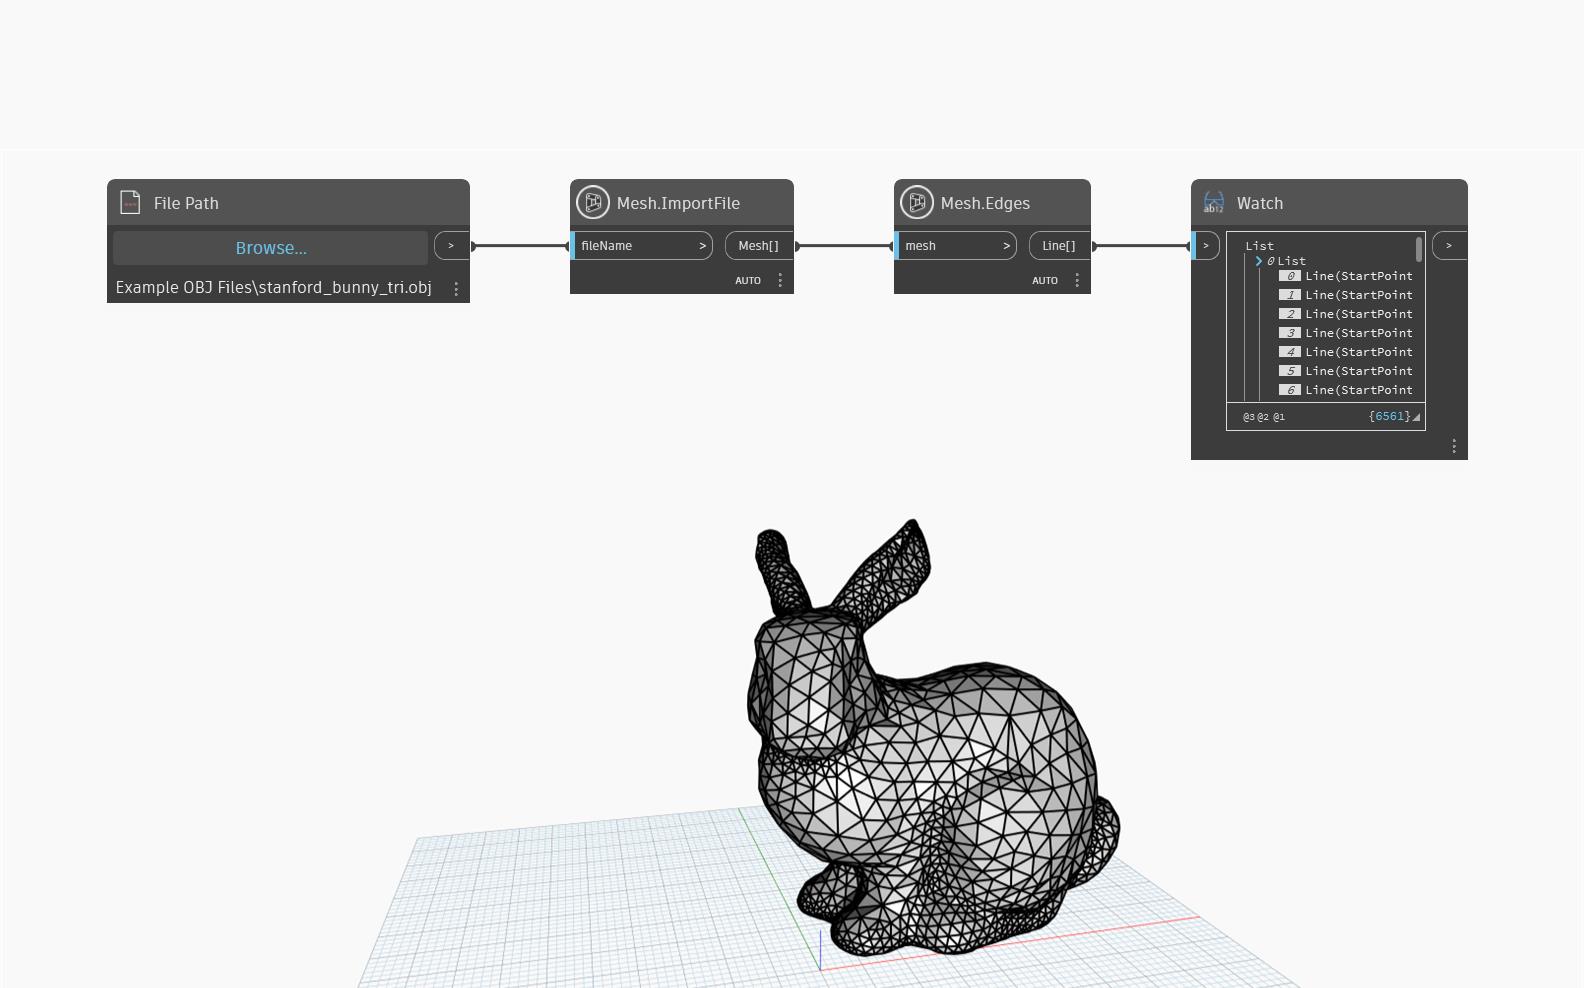 File Path
Browse...
>
Example OBJ Files\stanford_bunny_tri.obj
Mesh.ImportFile
fileName >
Mesh[]
AUTO
Mesh.Edges
mesh >
Line[]
AUTO
ab12
Watch
>
List
0 List
0 Line(StartPoint
1 Line(StartPoint
2 Line(StartPoint
3 Line(StartPoint
4 Line(StartPoint
5 Line(StartPoint
6 Line(StartPoint
@3 @2 @1 {6561}
>